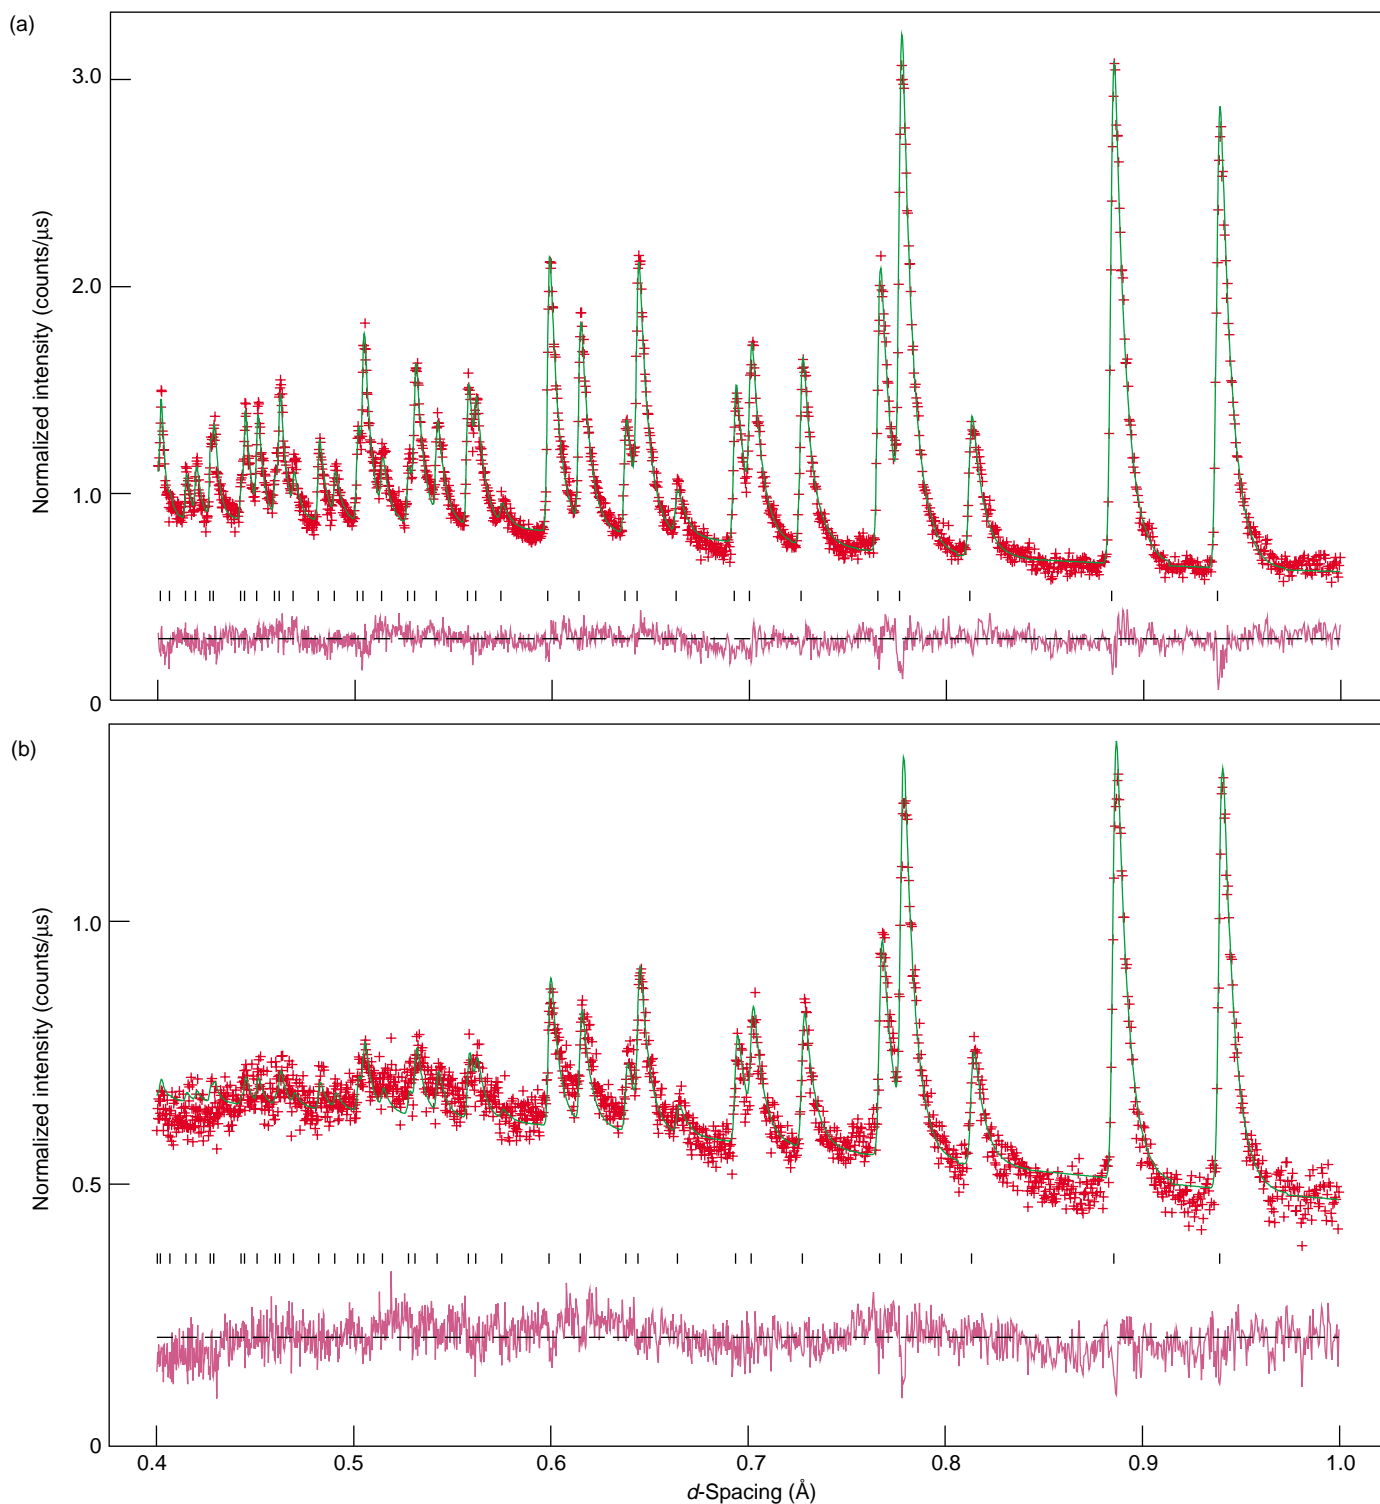 (a)
3.0
2.0
1.0
0
Normalized intensity (counts/μs)
(b)
1.0
0.5
0
Normalized intensity (counts/μs)
0.4 0.5 0.6 0.7 0.8 0.9 1.0
d-Spacing (Å)